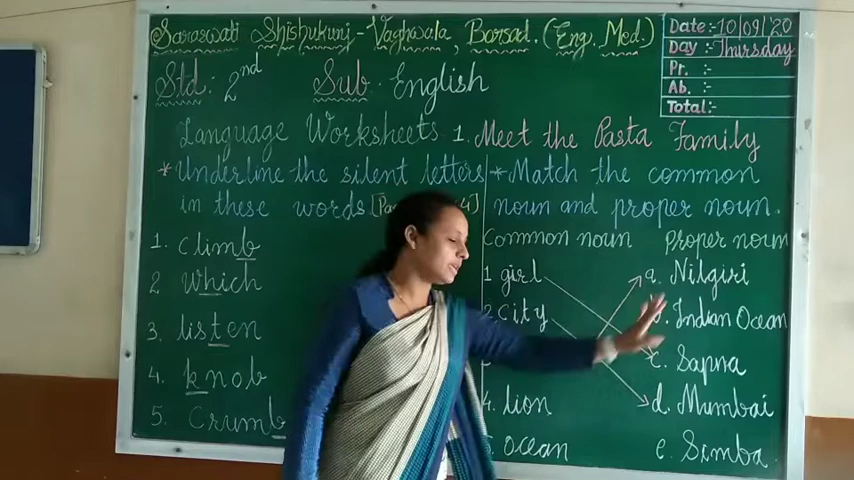 Saraswati Shishukunj - Vaghawala, Borsad. (Eng. Med.)
Date :- 10/09/20
Day :- Thursday
Pr. :-
Ab. :-
Total :-
Std : 2nd Sub : English
Language Worksheets 1. Meet the Pasta Family
* Underline the silent letters in these words
1. climb
2 Which
3. listen
4. knob
5. Crumb
* Match the common noun and proper noun.
Common noun Proper noun
1 girl a. Nilgiri
2 City Indian Ocean
c. Sapna
4. lion d. Mumbai
Ocean e. Simba